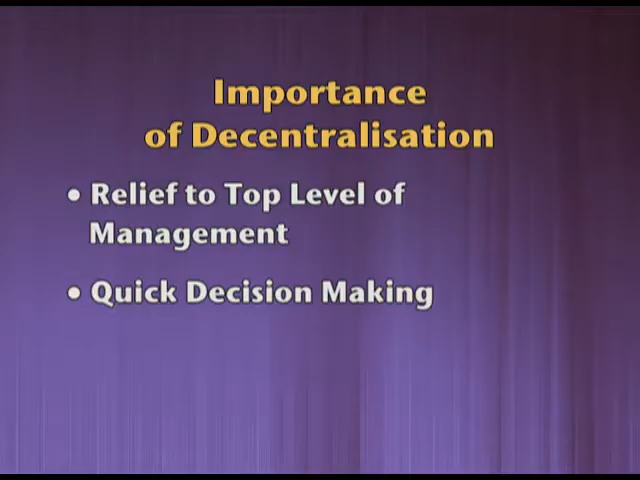 Importance
of Decentralisation
• Relief to Top Level of
Management
• Quick Decision Making